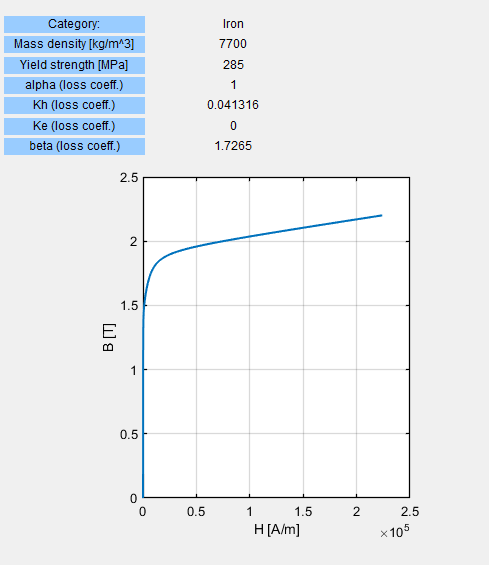 Category: Iron
Mass density [kg/m^3] 7700
Yield strength [MPa] 285
alpha (loss coeff.) 1
Kh (loss coeff.) 0.041316
Ke (loss coeff.) 0
beta (loss coeff.) 1.7265
2.5
2
1.5
1
0.5
0
B [T]
0 0.5 1 1.5 2 2.5
H [A/m]
×10^5